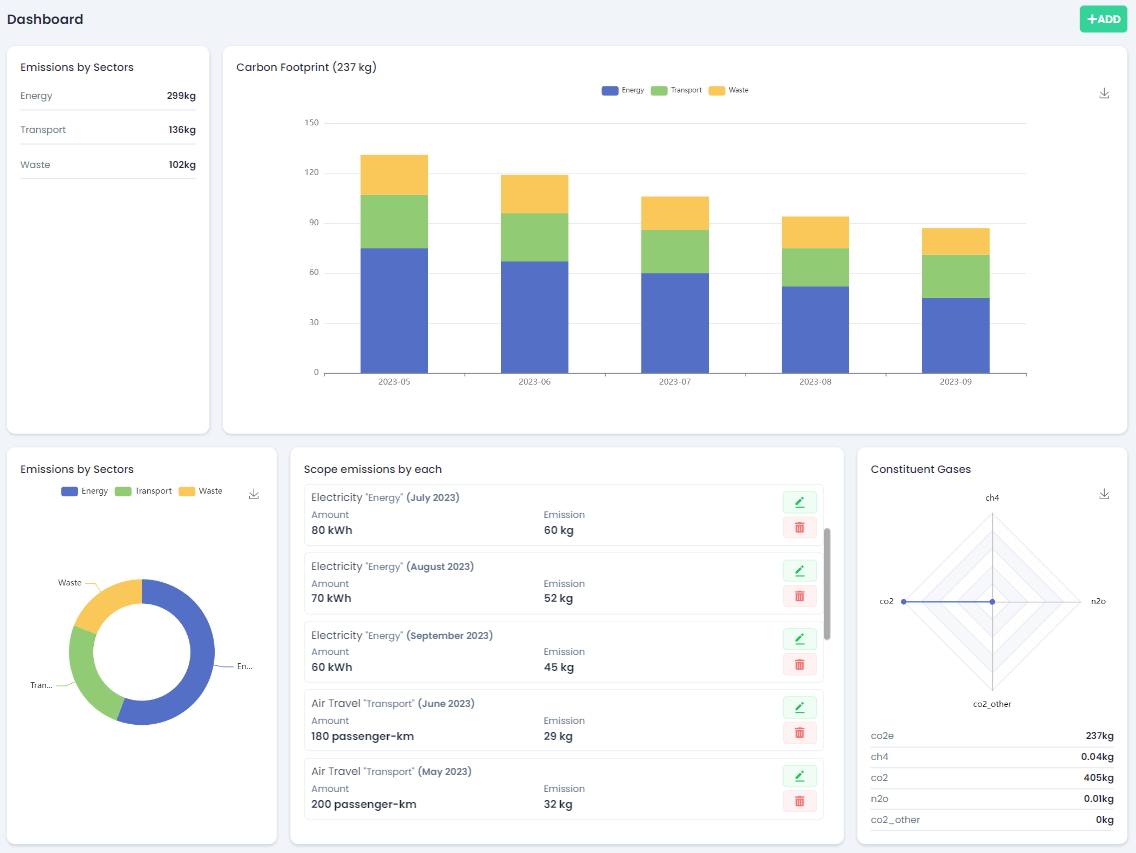 Dashboard
+ADD
Emissions by Sectors
Energy 299kg
Transport 136kg
Waste 102kg
Carbon Footprint (237 kg)
Energy Transport Waste
150
120
90
60
30
0
2023-05 2023-06 2023-07 2023-08 2023-09
Emissions by Sectors
Energy Transport Waste
Waste
En...
Tran...
Scope emissions by each
Electricity "Energy" (July 2023)
Amount Emission
80 kWh 60 kg
Electricity "Energy" (August 2023)
Amount Emission
70 kWh 52 kg
Electricity "Energy" (September 2023)
Amount Emission
60 kWh 45 kg
Air Travel "Transport" (June 2023)
Amount Emission
180 passenger-km 29 kg
Air Travel "Transport" (May 2023)
Amount Emission
200 passenger-km 32 kg
Constituent Gases
ch4
co2 n2o
co2_other
co2e 237kg
ch4 0.04kg
co2 405kg
n2o 0.01kg
co2_other 0kg